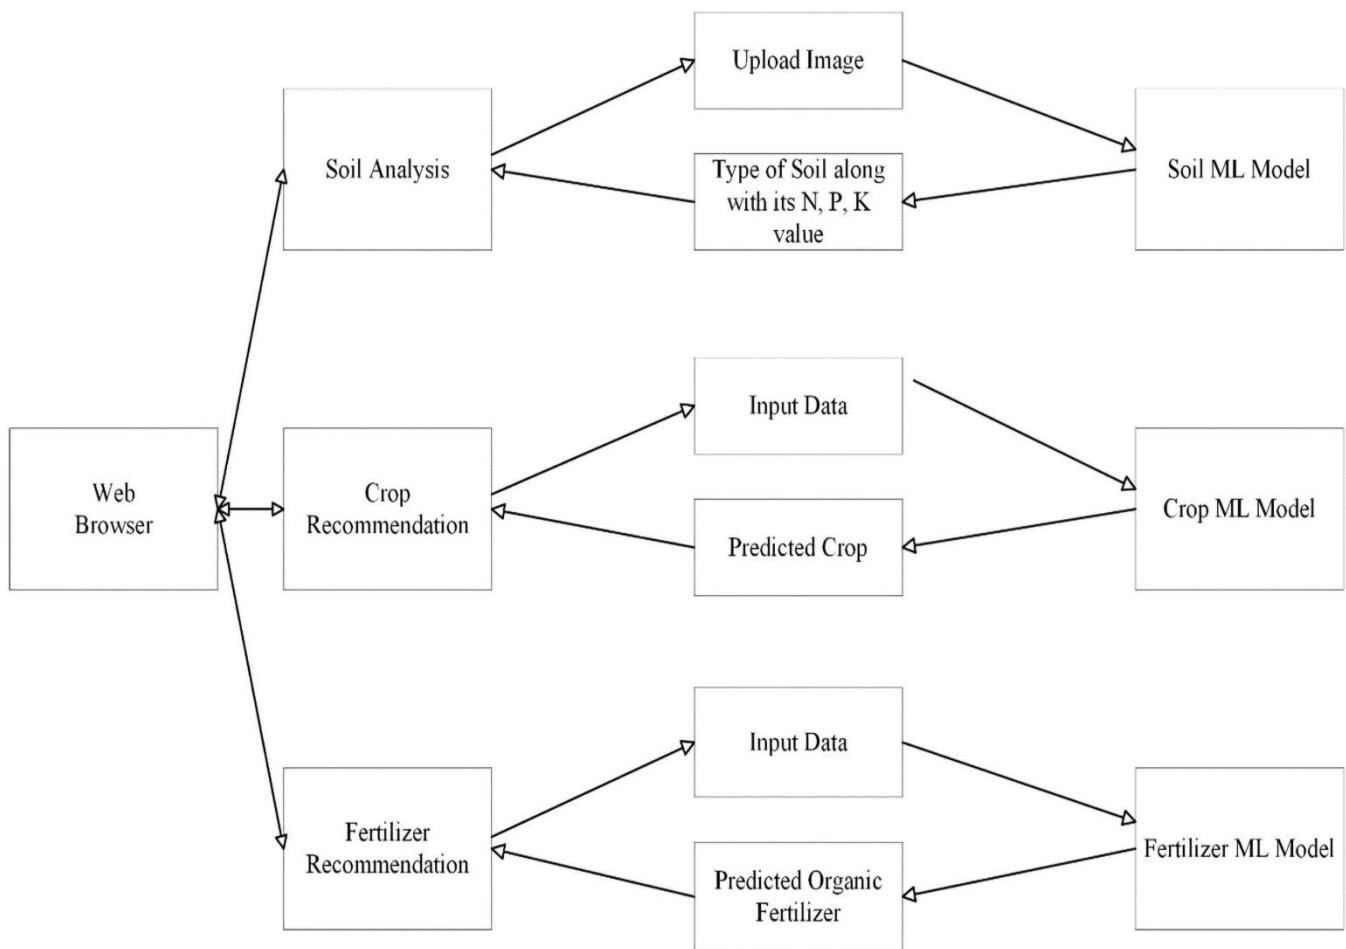 Upload Image
Soil Analysis
Type of Soil along
with its N, P, K
value
Soil ML Model
Web
Browser
Crop
Recommendation
Input Data
Predicted Crop
Crop ML Model
Fertilizer
Recommendation
Input Data
Predicted Organic
Fertilizer
Fertilizer ML Model